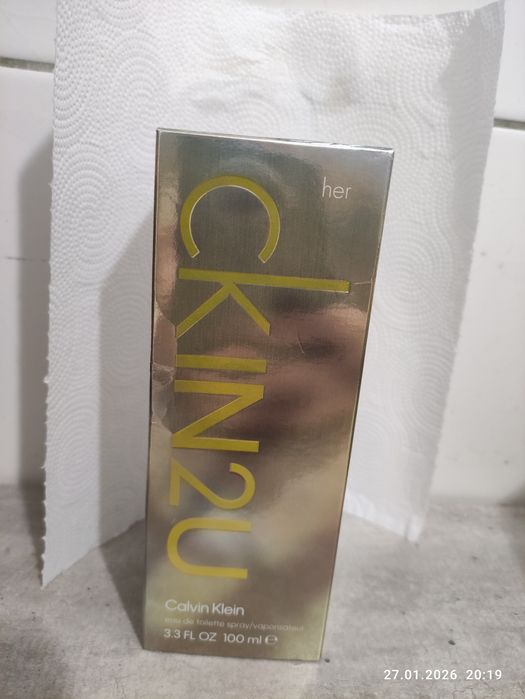 her
ckIN2U
Calvin Klein
eau de toilette spray/vaporisateur
3.3 FL OZ 100 ml ℮
27.01.2026 20:19